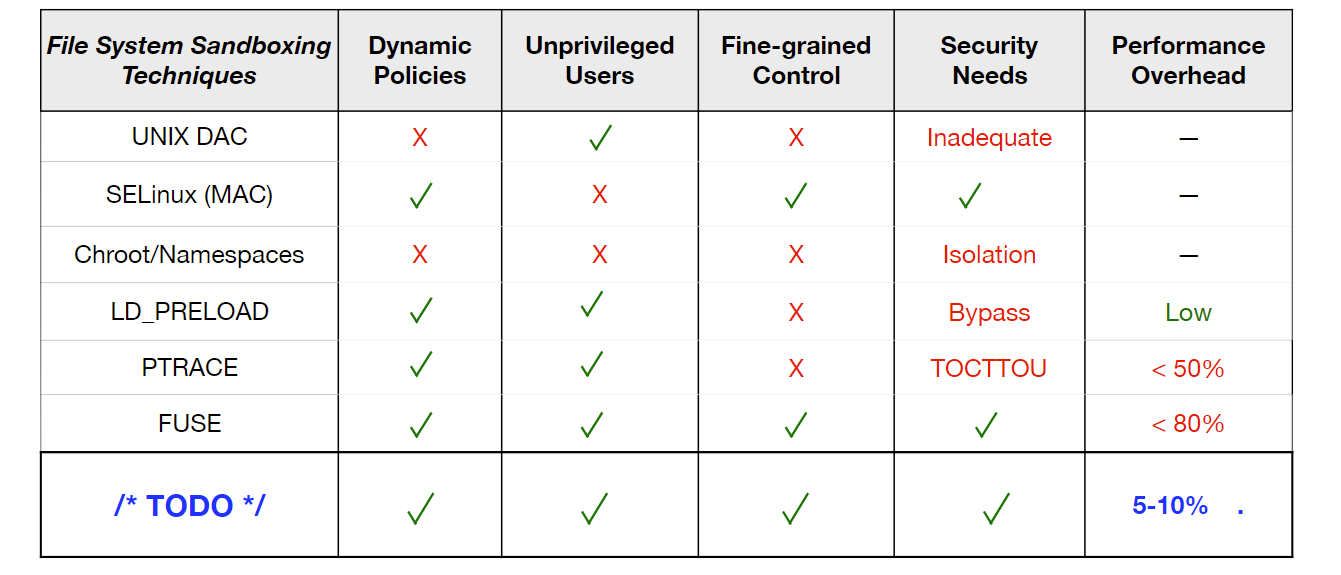 File System Sandboxing Techniques | Dynamic Policies | Unprivileged Users | Fine-grained Control | Security Needs | Performance Overhead
UNIX DAC | X | ✓ | X | Inadequate | —
SELinux (MAC) | ✓ | X | ✓ | ✓ | —
Chroot/Namespaces | X | X | X | Isolation | —
LD_PRELOAD | ✓ | ✓ | X | Bypass | Low
PTRACE | ✓ | ✓ | X | TOCTTOU | < 50%
FUSE | ✓ | ✓ | ✓ | ✓ | < 80%
/* TODO */ | ✓ | ✓ | ✓ | ✓ | 5-10% .